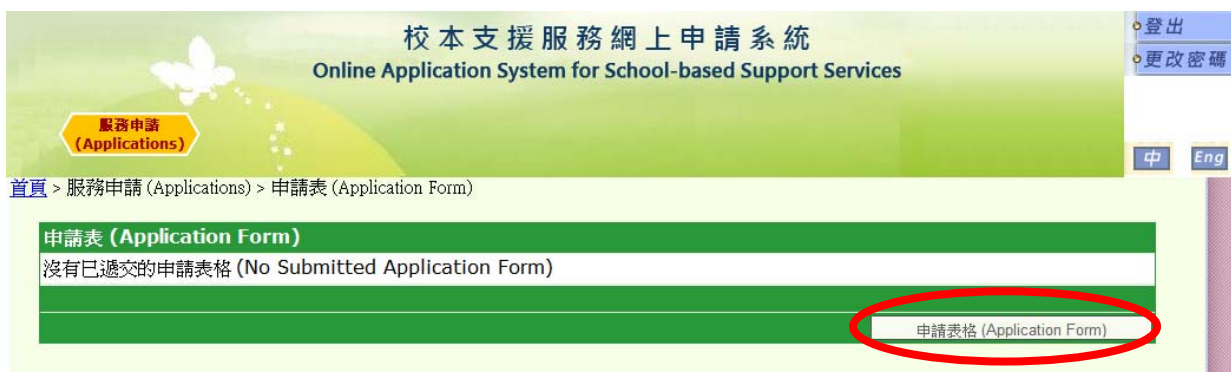 校本支援服務網上申請系統
Online Application System for School-based Support Services
登出
更改密碼
服務申請
(Applications)
中 Eng
首頁 > 服務申請 (Applications) > 申請表 (Application Form)
申請表 (Application Form)
沒有已遞交的申請表格 (No Submitted Application Form)
申請表格 (Application Form)